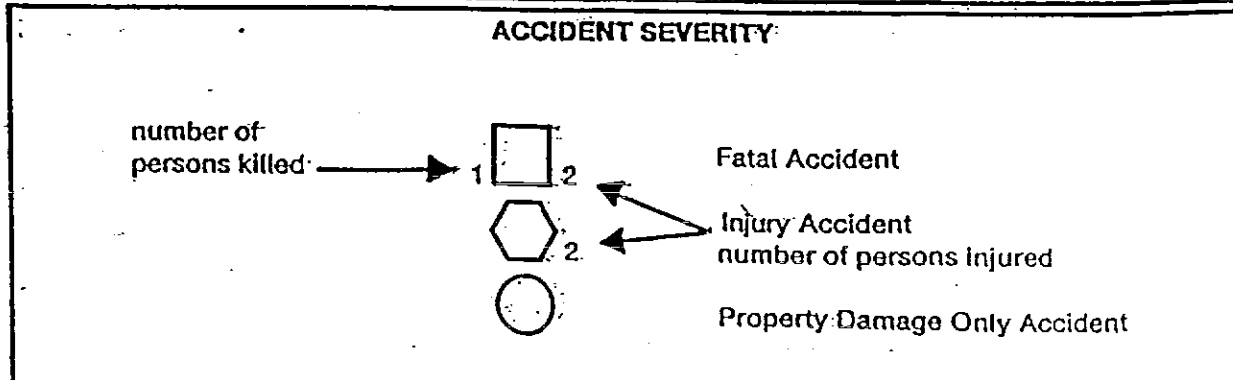 ACCIDENT SEVERITY
number of
persons killed
1 2
Fatal Accident
Injury Accident
number of persons Injured
2
Property Damage Only Accident